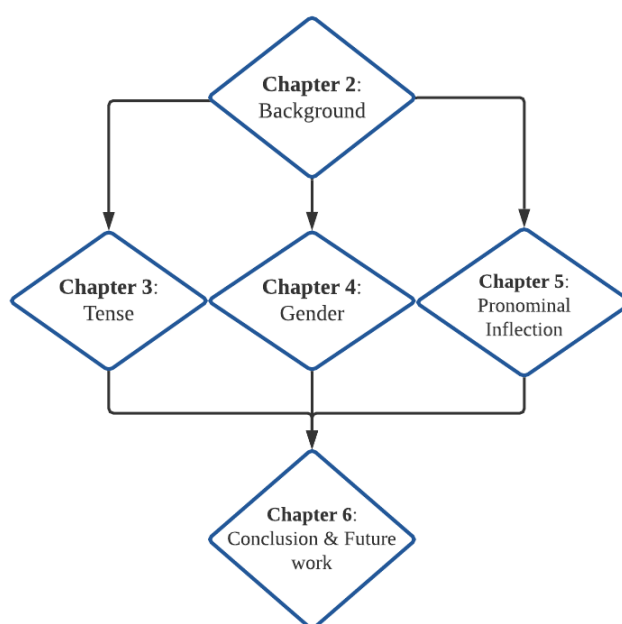 Chapter 2:
Background
Chapter 3:
Tense
Chapter 4:
Gender
Chapter 5:
Pronominal
Inflection
Chapter 6:
Conclusion & Future
work